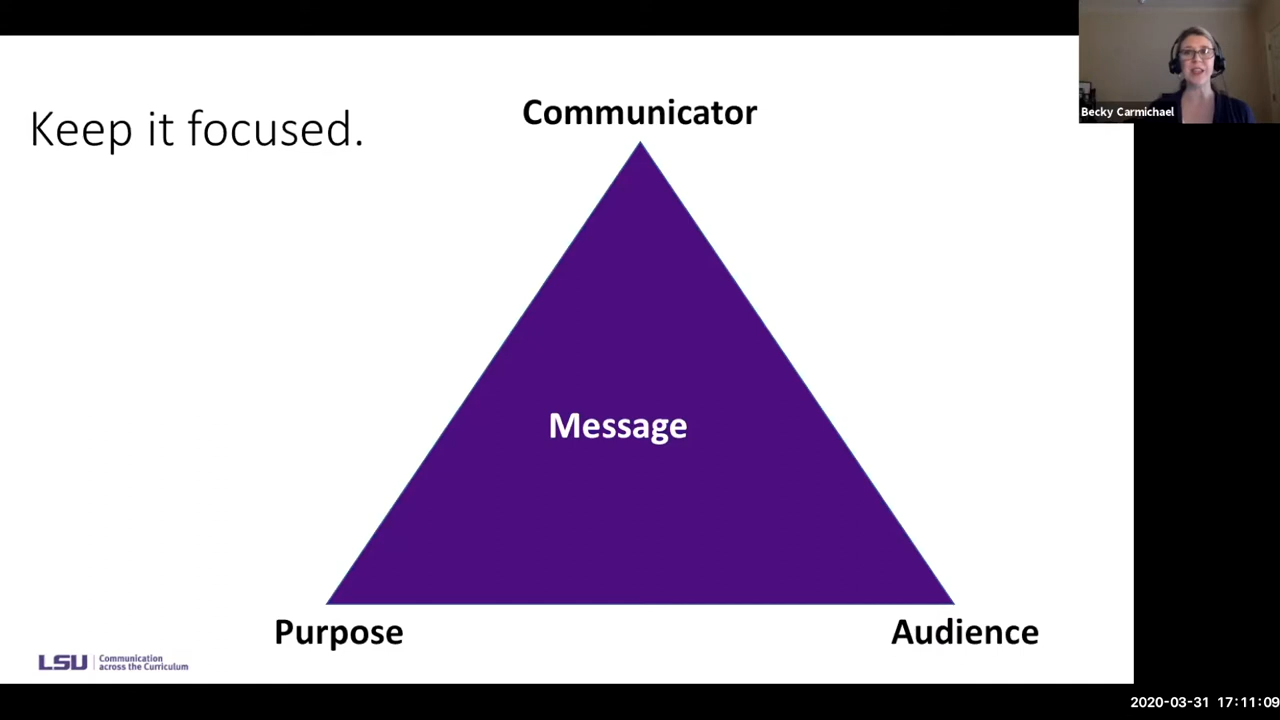 Keep it focused.
Communicator
Becky Carmichael
Message
Purpose
Audience
LSU
Communication
across the Curriculum
2020-03-31 17:11:09